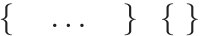 { ... } { }